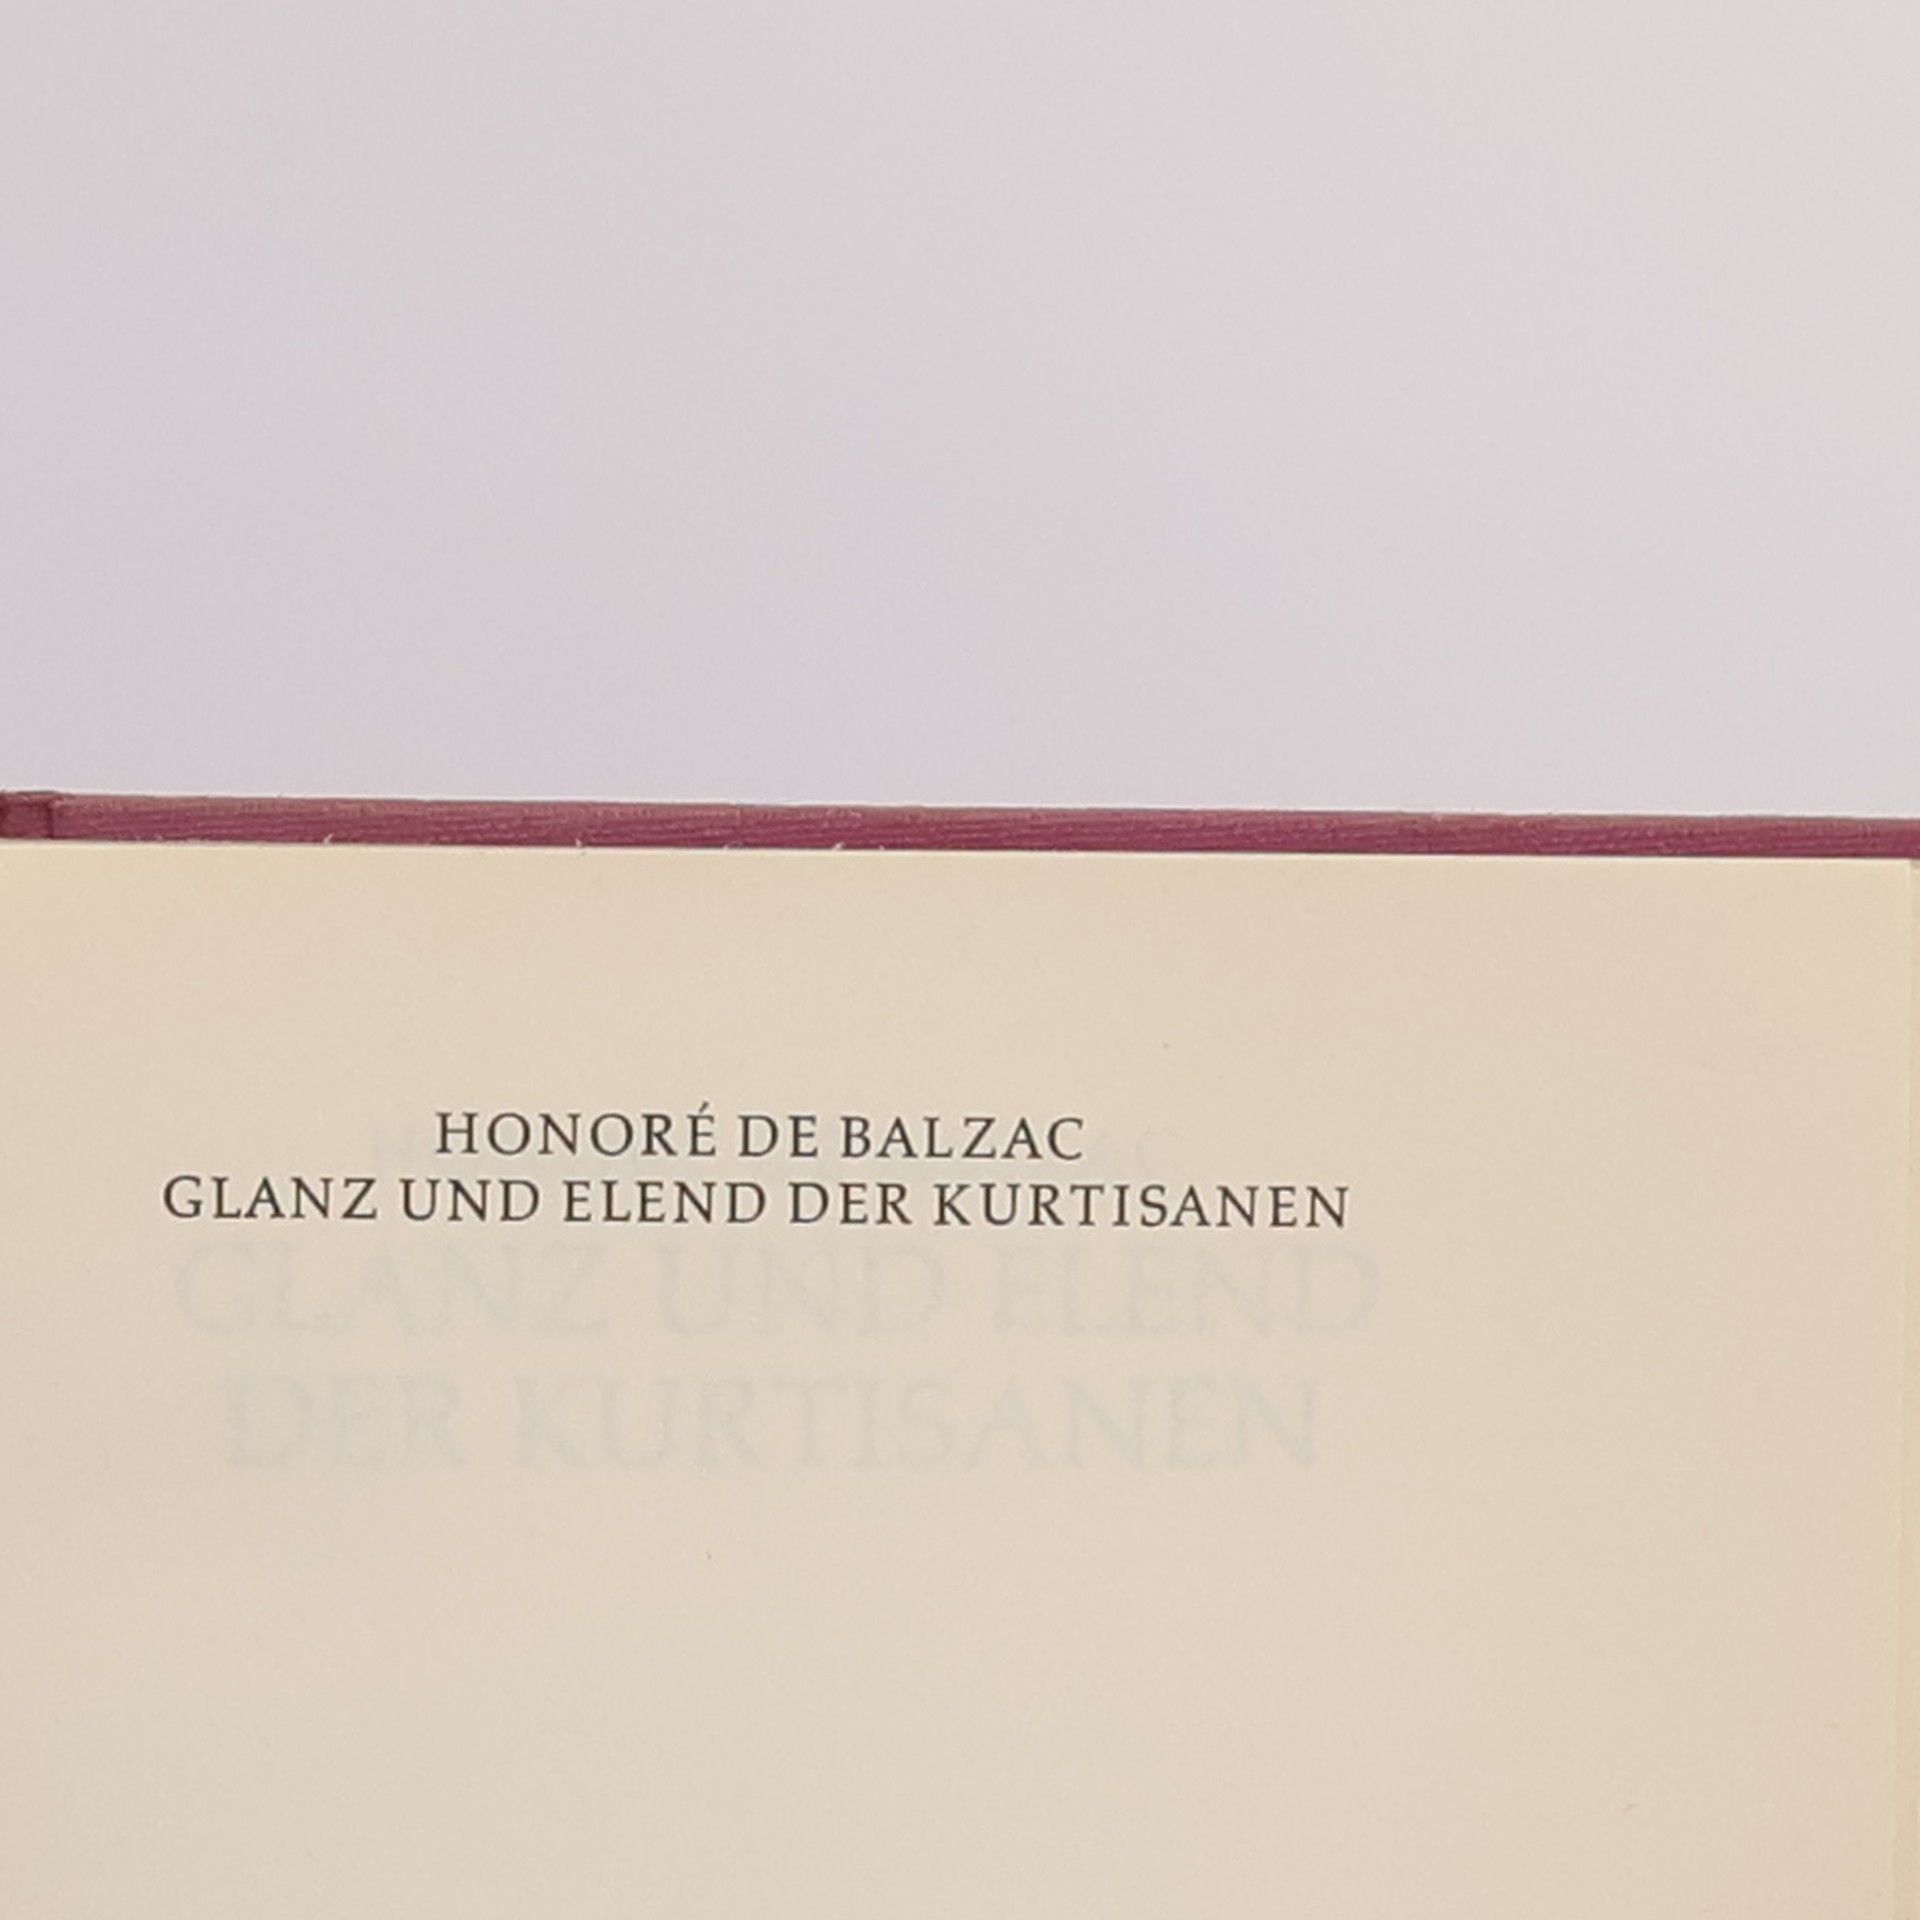 HONORÉ DE BALZAC
GLANZ UND ELEND DER KURTISANEN
GLANZ UND ELEND
DER KURTISANEN